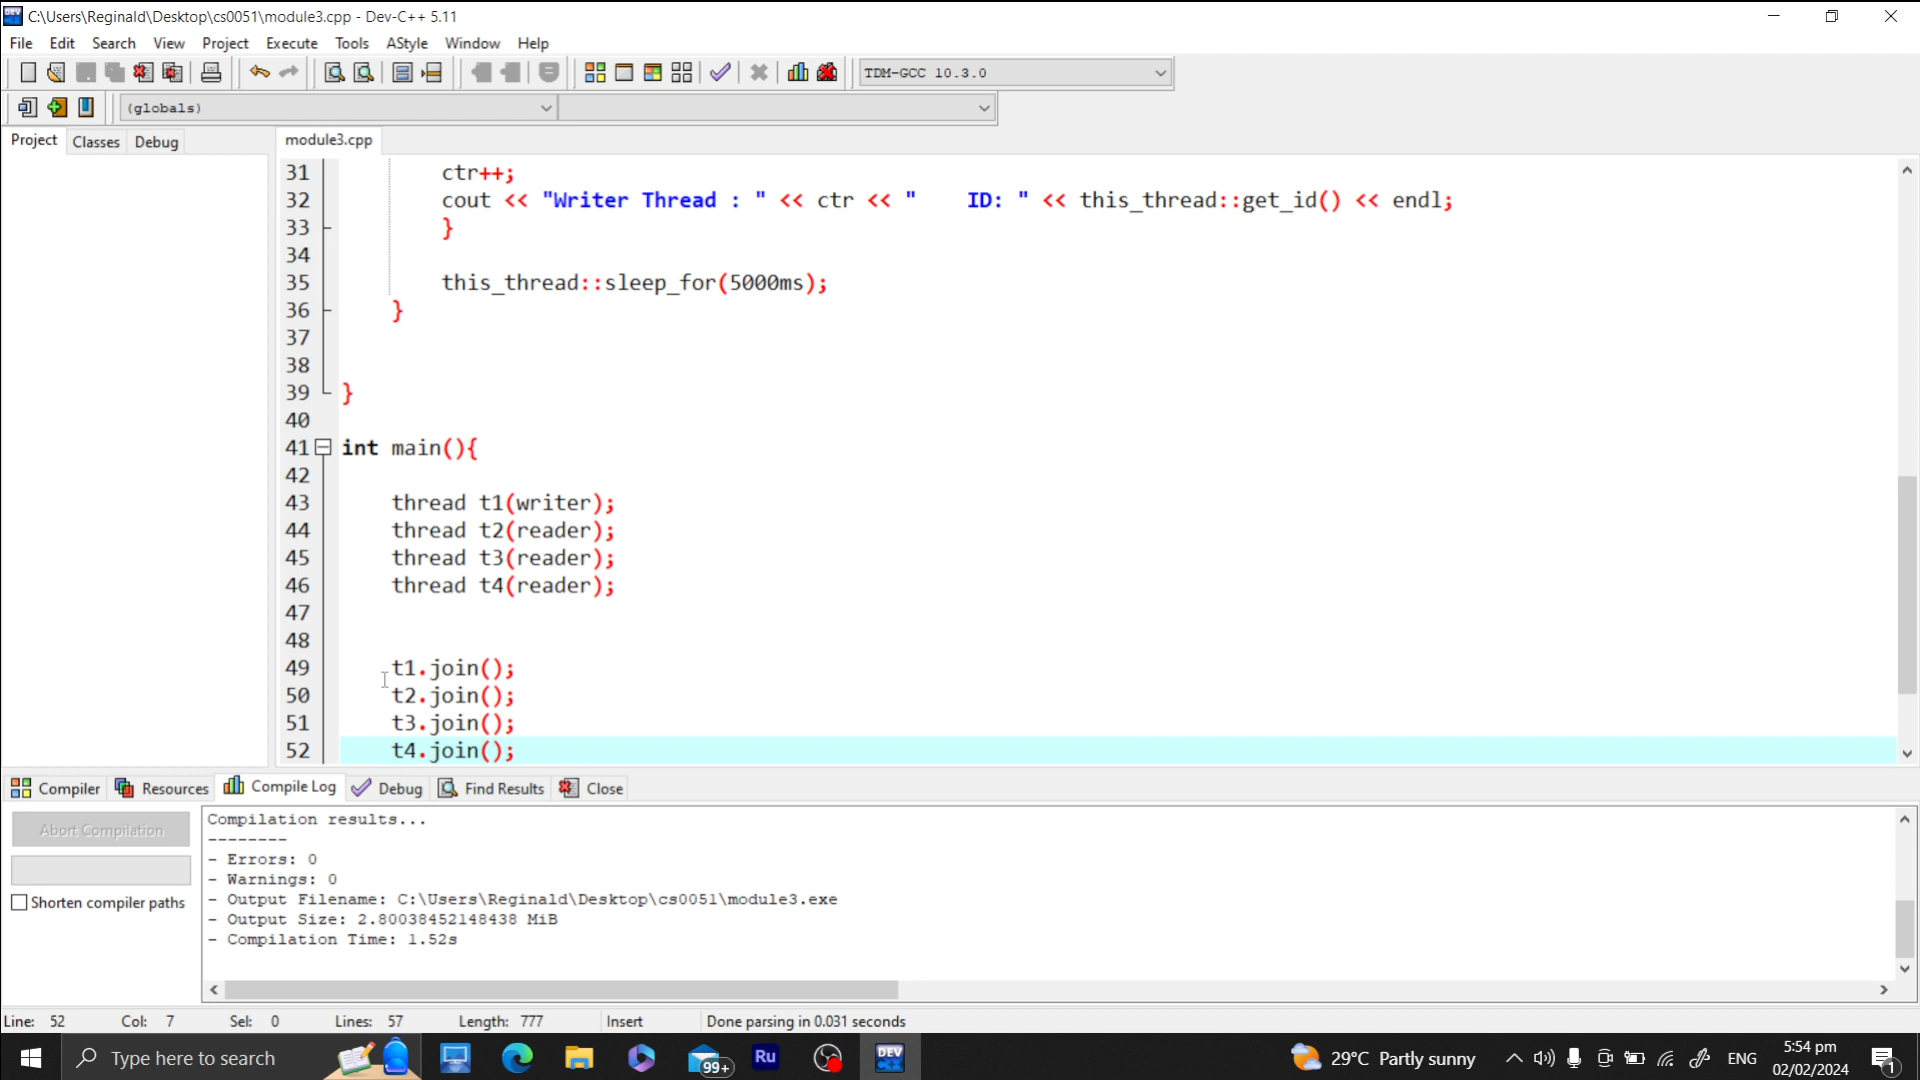 C:\Users\Reginald\Desktop\cs0051\module3.cpp - Dev-C++ 5.11
File Edit Search View Project Execute Tools AStyle Window Help
TDM-GCC 10.3.0
(globals)
Project Classes Debug
module3.cpp
31 ctr++;
32 cout << "Writer Thread : " << ctr << "    ID: " << this_thread::get_id() << endl;
33 }
34
35 this_thread::sleep_for(5000ms);
36 }
37
38
39 }
40
41 int main(){
42
43 thread t1(writer);
44 thread t2(reader);
45 thread t3(reader);
46 thread t4(reader);
47
48
49 t1.join();
50 t2.join();
51 t3.join();
52 t4.join();
Compiler Resources Compile Log Debug Find Results Close
Abort Compilation
Shorten compiler paths
Compilation results...
--------
- Errors: 0
- Warnings: 0
- Output Filename: C:\Users\Reginald\Desktop\cs0051\module3.exe
- Output Size: 2.80038452148438 MiB
- Compilation Time: 1.52s
Line: 52 Col: 7 Sel: 0 Lines: 57 Length: 777 Insert Done parsing in 0.031 seconds
Type here to search
99+
Ru
DEV C++
29°C Partly sunny
ENG
5:54 pm
02/02/2024
1